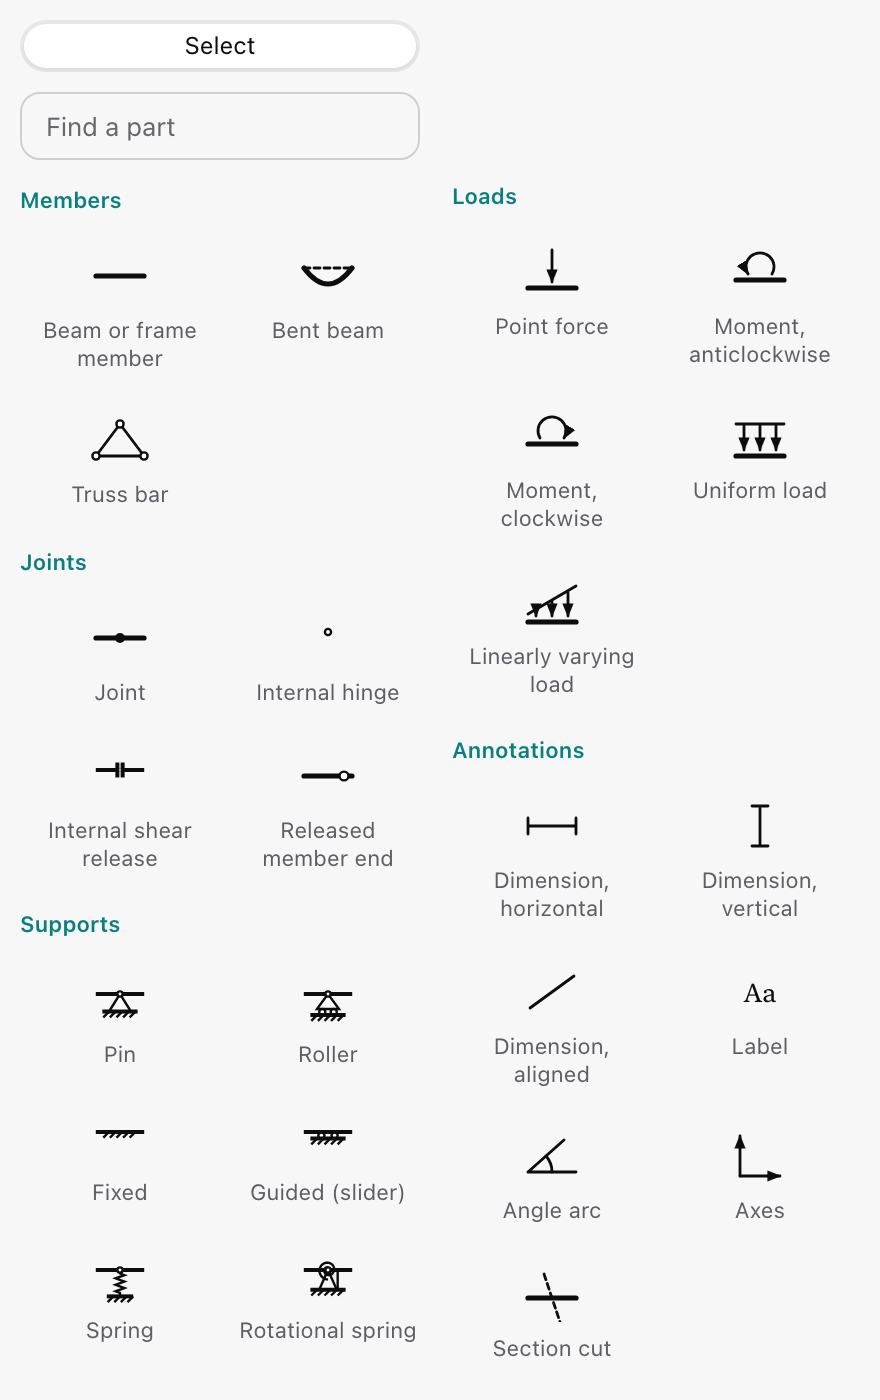 Select
Find a part
Members
Beam or frame
member
Bent beam
Truss bar
Joints
Joint
Internal hinge
Internal shear
release
Released
member end
Supports
Pin
Roller
Fixed
Guided (slider)
Spring
Rotational spring
Loads
Point force
Moment,
anticlockwise
Moment,
clockwise
Uniform load
Linearly varying
load
Annotations
Dimension,
horizontal
Dimension,
vertical
Dimension,
aligned
Aa
Label
Angle arc
Axes
Section cut